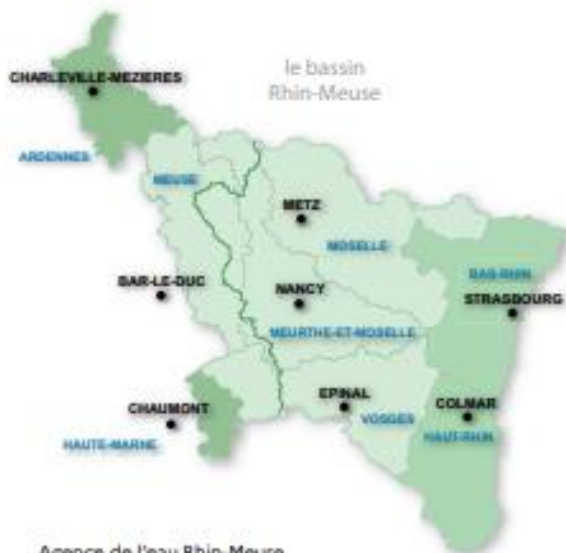 le bassin
Rhin-Meuse
CHARLEVILLE-MEZIERES
ARDENNES
MEUSE
METZ
MOSELLE
BAS-RHIN
BAR-LE-DUC
NANCY
STRASBOURG
MEURTHE-ET-MOSELLE
EPINAL
CHAUMONT
COLMAR
VOSGES
HAUTE-MARNE
HAUT-RHIN
Agence de l'eau Rhin-Meuse